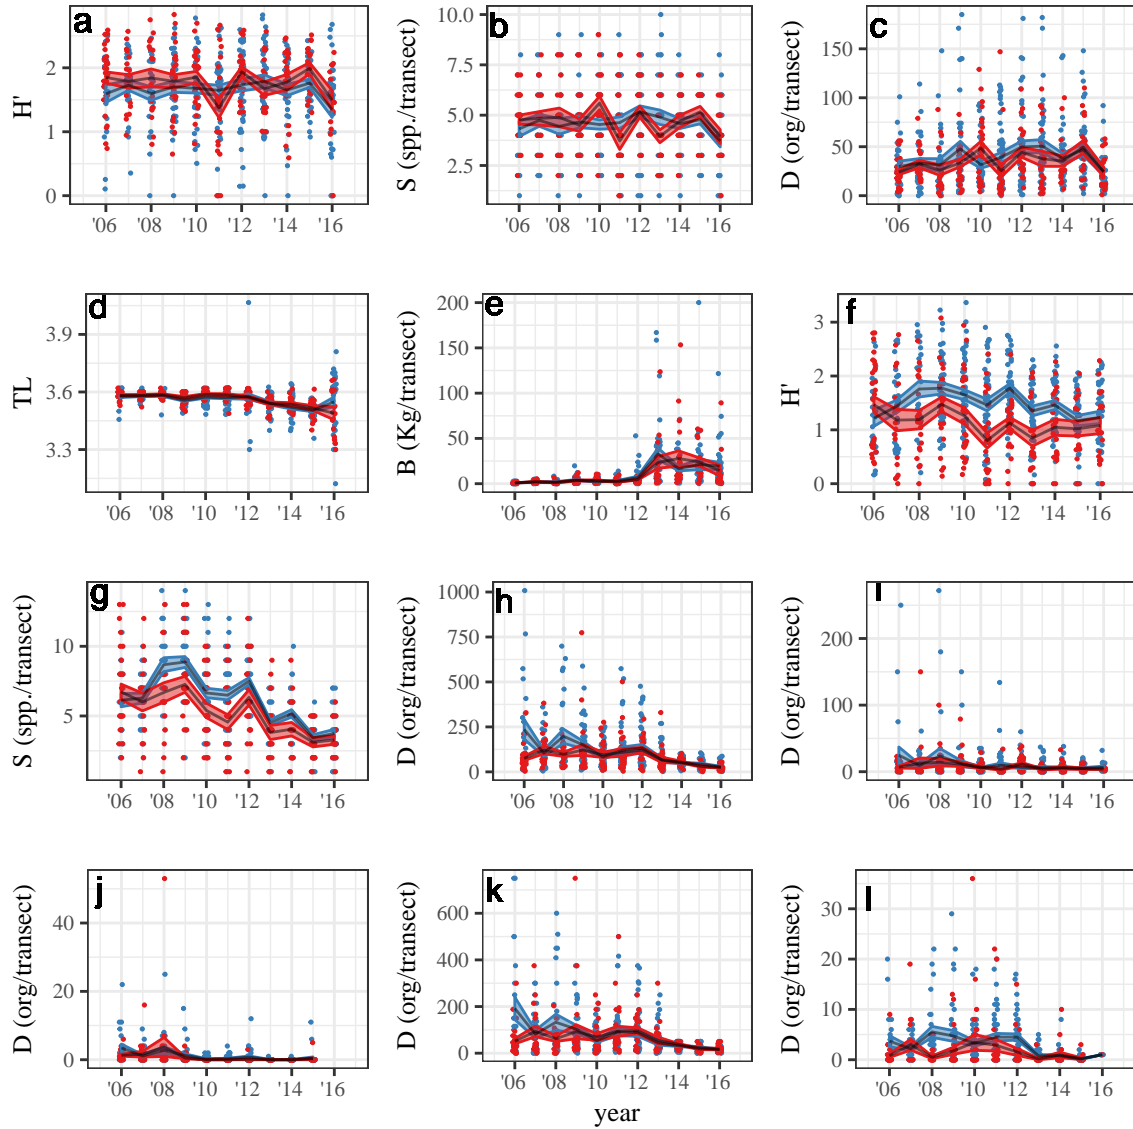 a
H'
2
1
0
'06 '08 '10 '12 '14 '16
b
S (spp./transect)
10.0
7.5
5.0
2.5
'06 '08 '10 '12 '14 '16
c
D (org/transect)
150
100
50
0
'06 '08 '10 '12 '14 '16
d
TL
3.9
3.6
3.3
'06 '08 '10 '12 '14 '16
e
B (Kg/transect)
200
150
100
50
0
'06 '08 '10 '12 '14 '16
f
H'
3
2
1
0
'06 '08 '10 '12 '14 '16
g
S (spp./transect)
10
5
'06 '08 '10 '12 '14 '16
h
D (org/transect)
1000
750
500
250
0
'06 '08 '10 '12 '14 '16
I
D (org/transect)
200
100
0
'06 '08 '10 '12 '14 '16
j
D (org/transect)
40
20
0
'06 '08 '10 '12 '14 '16
k
D (org/transect)
600
400
200
0
'06 '08 '10 '12 '14 '16
l
D (org/transect)
30
20
10
0
'06 '08 '10 '12 '14 '16
year